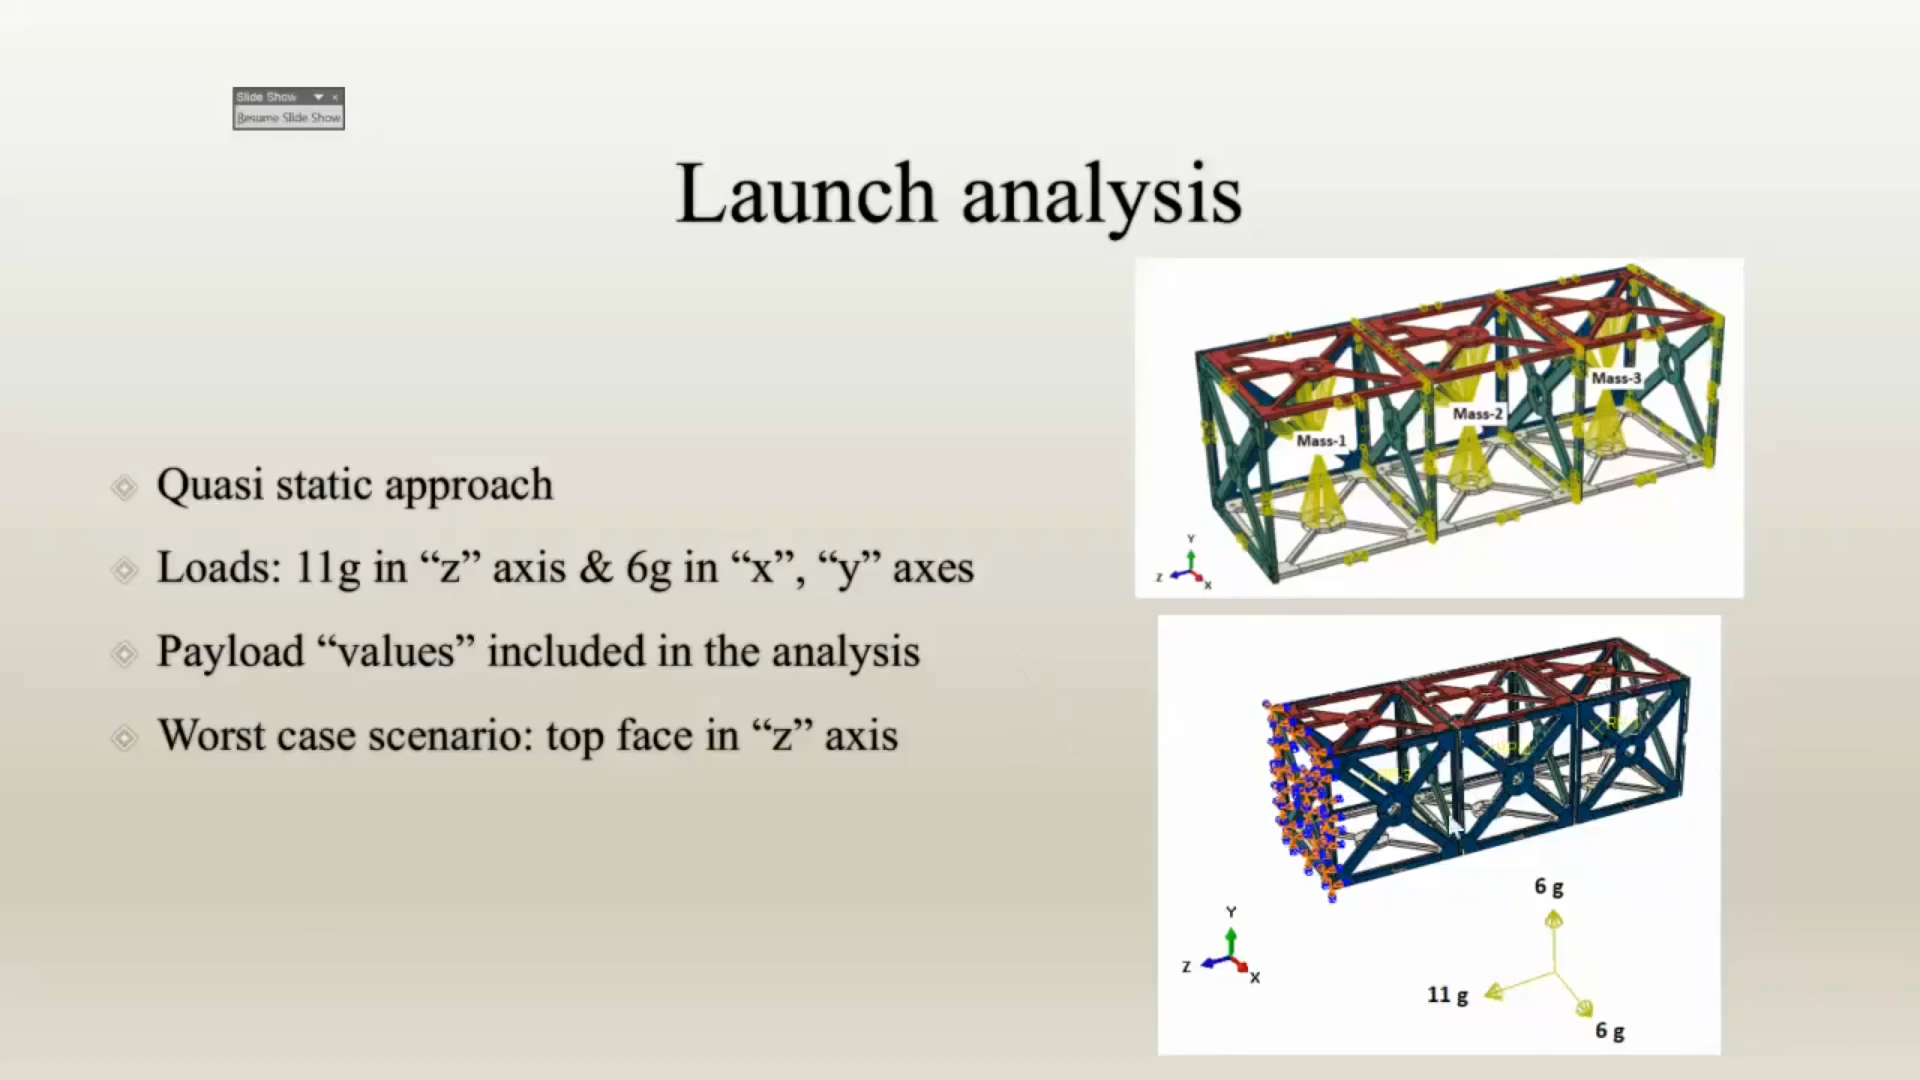 Slide Show
Resume Slide Show
Launch analysis
Quasi static approach
Loads: 11g in “z” axis & 6g in “x”, “y” axes
Payload “values” included in the analysis
Worst case scenario: top face in “z” axis
Mass-1
Mass-2
Mass-3
Y
Z
X
6 g
11 g
6 g
Y
Z
X